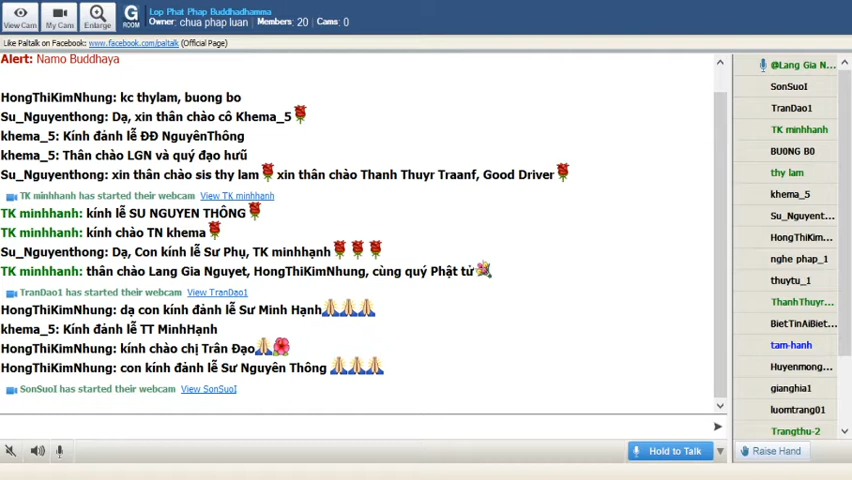 View Cam
My Cam
Enlarge
G
ROOM
Lop Phat Phap Buddhadhamma
Owner: chua phap luan Members: 20 Cams: 0
Like Paltalk on Facebook: www.facebook.com/paltalk (Official Page)
Alert: Namo Buddhaya
HongThiKimNhung: kc thylam, buong bo
Su_Nguyenthong: Dạ, xin thân chào cô Khema_5
khema_5: Kính đảnh lễ ĐĐ NguyênThông
khema_5: Thân chào LGN và quý đạo hưũ
Su_Nguyenthong: xin thân chào sis thy lam xin thân chào Thanh Thuyr Traanf, Good Driver
TK minhhanh has started their webcam View TK minhhanh
TK minhhanh: kính lễ SU NGUYEN THÔNG
TK minhhanh: kính chào TN khema
Su_Nguyenthong: Dạ, Con kính lễ Sư Phụ, TK minhhạnh
TK minhhanh: thân chào Lang Gia Nguyet, HongThiKimNhung, cùng quý Phật tử
TranDao1 has started their webcam View TranDao1
HongThiKimNhung: dạ con kính đảnh lễ Sư Minh Hạnh
khema_5: Kính đảnh lễ TT MinHạnh
HongThiKimNhung: kính chào chị Trân Đạo
HongThiKimNhung: con kính đảnh lễ Sư Nguyên Thông
SonSuoI has started their webcam View SonSuoI
Hold to Talk
@Lang Gia N...
SonSuoI
TranDao1
TK minhhanh
BU0NG B0
thy lam
khema_5
Su_Nguyent...
HongThiKim...
nghe phap_1
thuytu_1
ThanhThuyr...
BietTinAiBiet...
tam-hanh
Huyenmong...
gianghia1
luomtrang01
Trangthu-2
Raise Hand